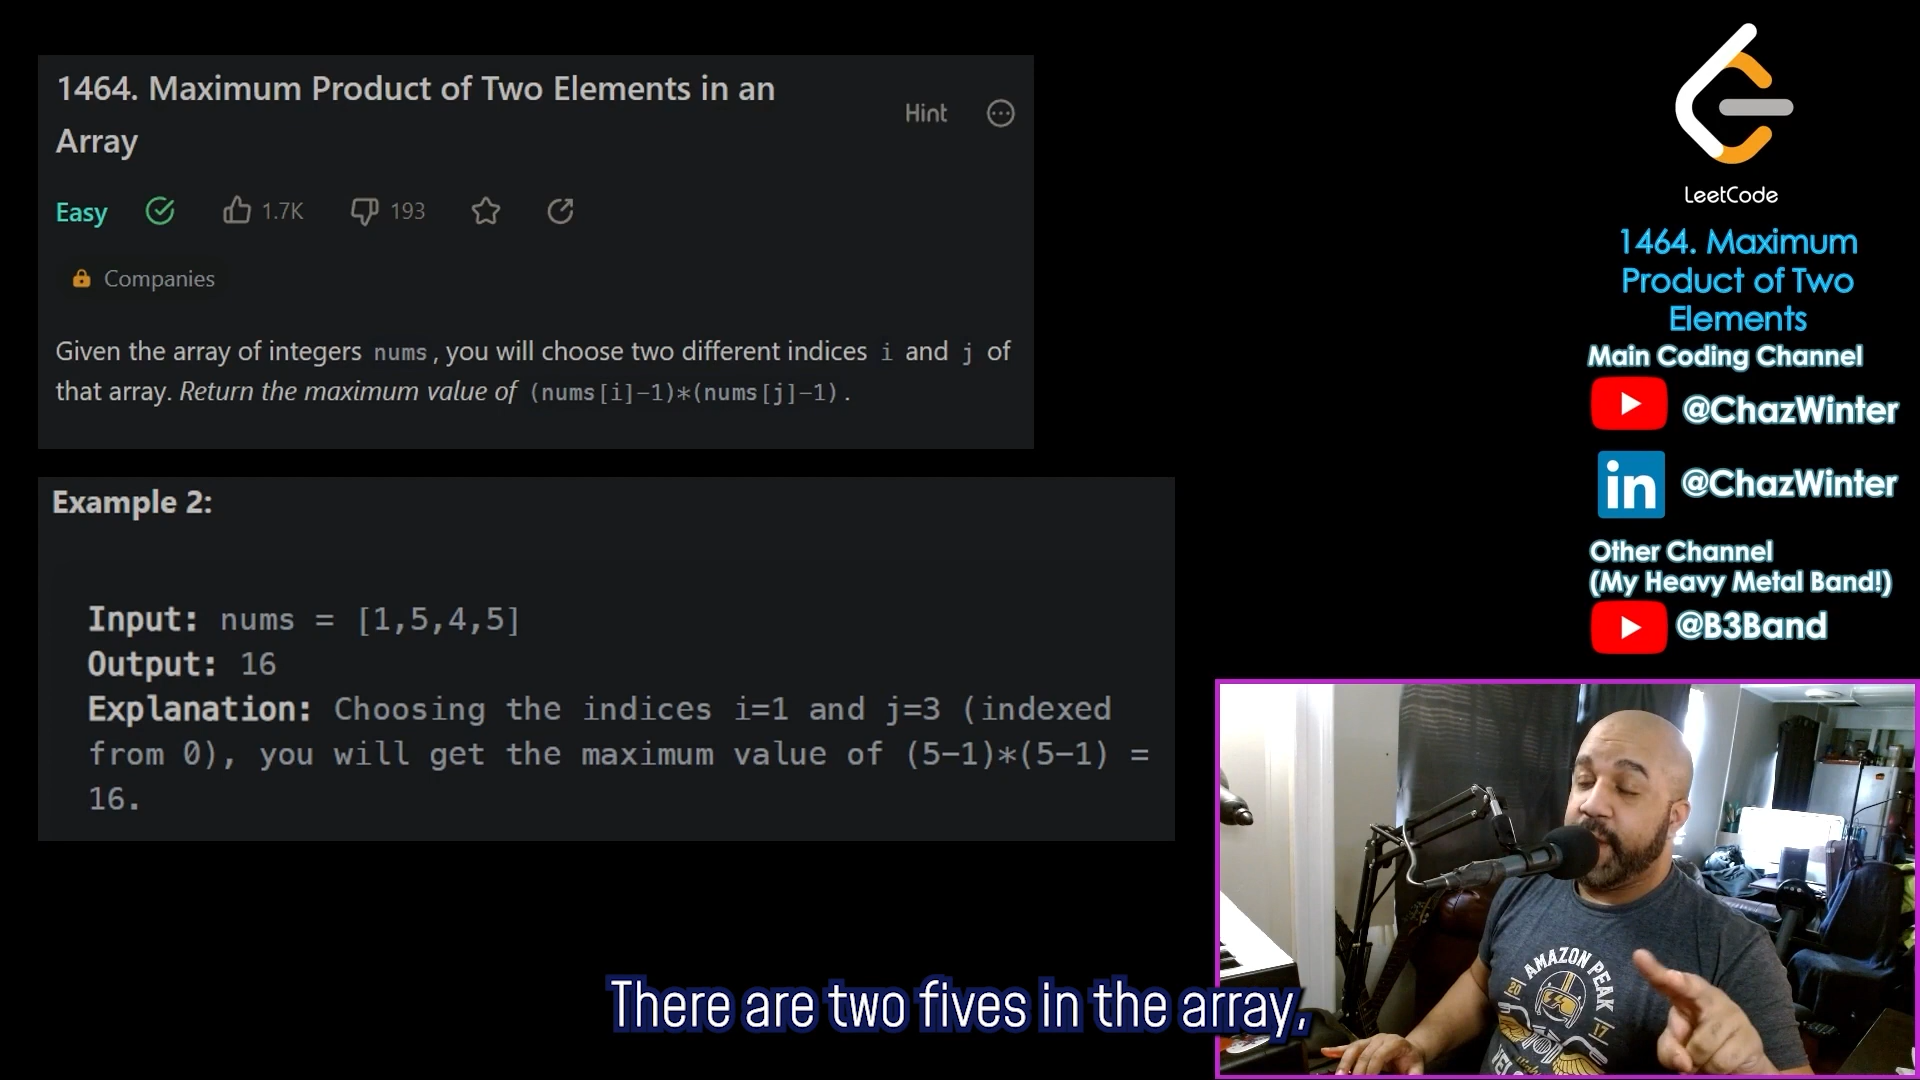 1464. Maximum Product of Two Elements in an
Array
Hint
Easy
1.7K
193
Companies
Given the array of integers nums, you will choose two different indices i and j of
that array. Return the maximum value of (nums[i]-1)*(nums[j]-1).
Example 2:
Input: nums = [1,5,4,5]
Output: 16
Explanation: Choosing the indices i=1 and j=3 (indexed
from 0), you will get the maximum value of (5-1)*(5-1) =
16.
LeetCode
1464. Maximum
Product of Two
Elements
Main Coding Channel
@ChazWinter
in @ChazWinter
Other Channel
(My Heavy Metal Band!)
@B3Band
AMAZON PEAK
20 17
There are two fives in the array,